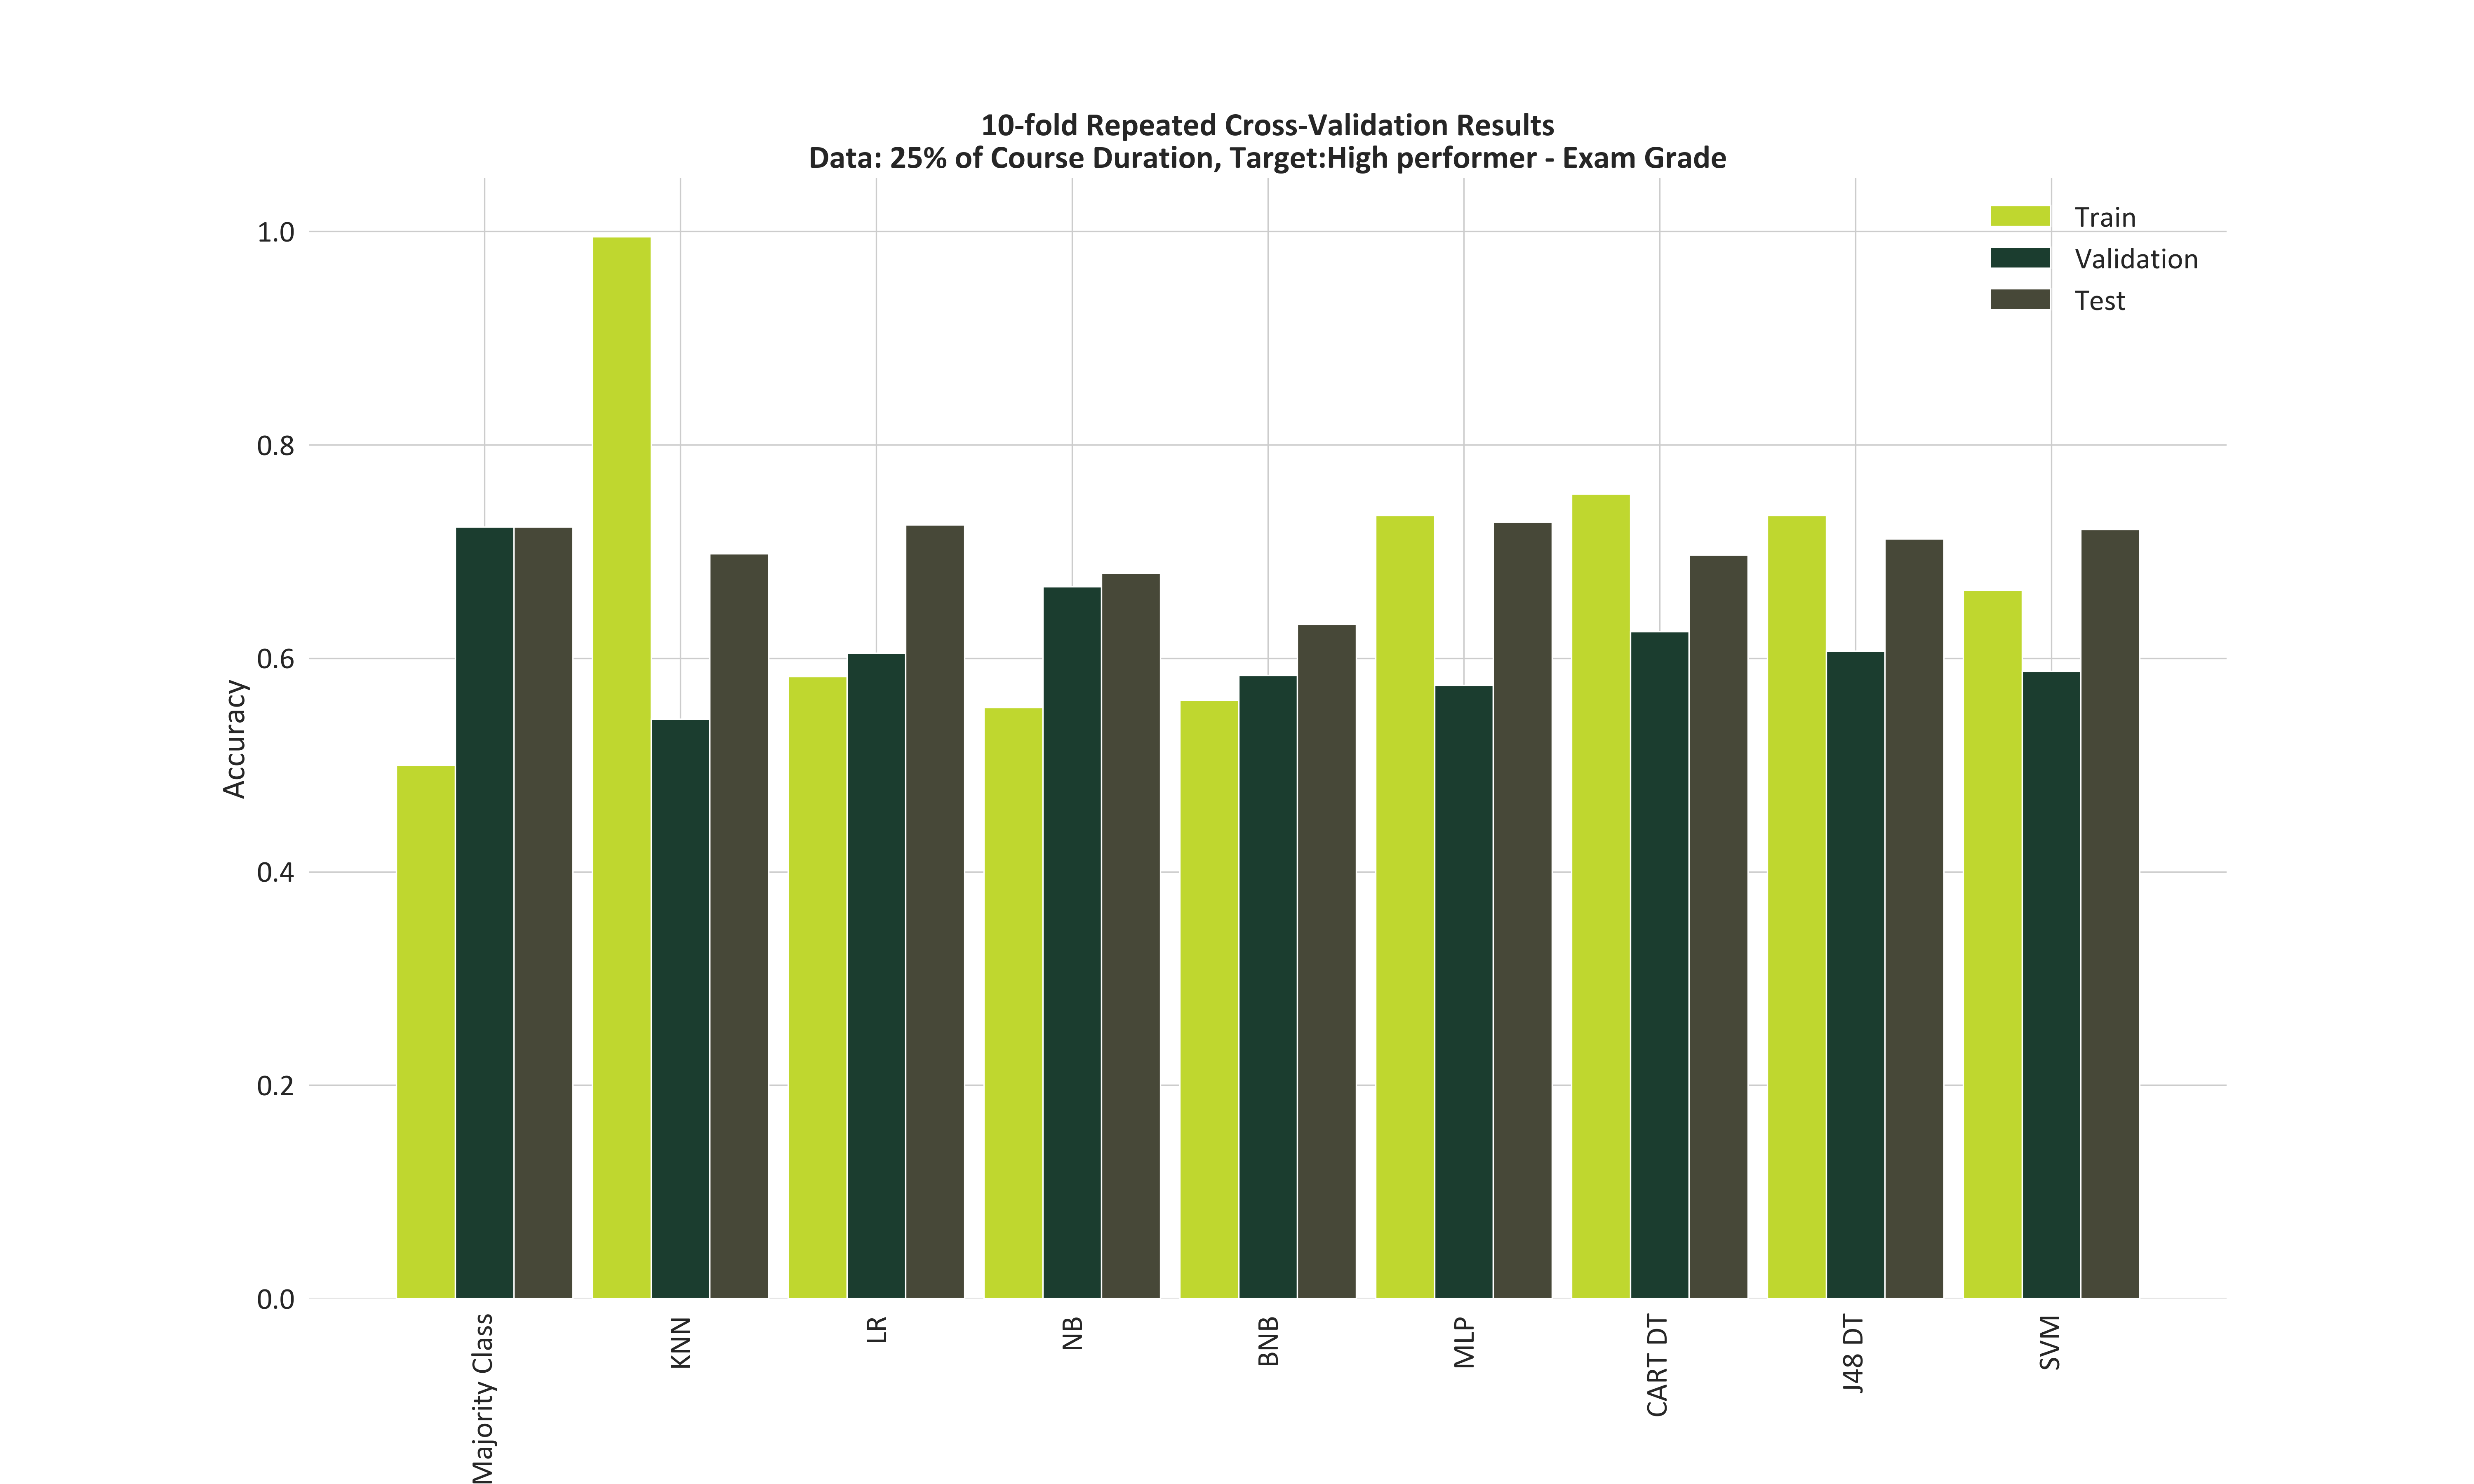 10-fold Repeated Cross-Validation Results
Data: 25% of Course Duration, Target:High performer - Exam Grade
Train
Validation
Test
1.0
0.8
0.6
0.4
0.2
0.0
Accuracy
Majority Class
KNN
LR
NB
BNB
MLP
CART DT
J48 DT
SVM